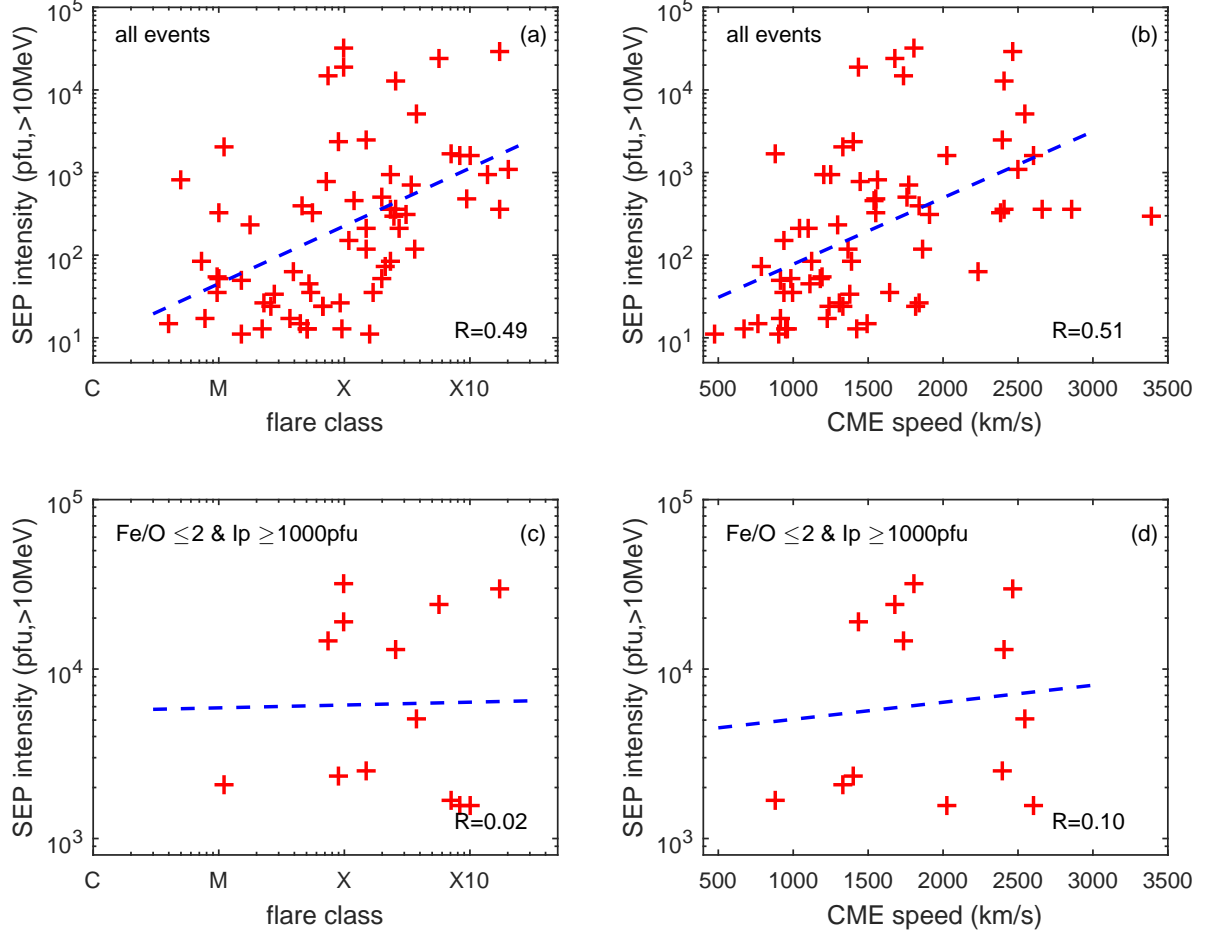 all events
(a)
SEP intensity (pfu,>10MeV)
10^5
10^4
10^3
10^2
10^1
R=0.49
C M X X10
flare class
all events
(b)
SEP intensity (pfu,>10MeV)
10^5
10^4
10^3
10^2
10^1
R=0.51
500 1000 1500 2000 2500 3000 3500
CME speed (km/s)
Fe/O ≤2 & Ip ≥1000pfu
(c)
SEP intensity (pfu,>10MeV)
10^5
10^4
10^3
R=0.02
C M X X10
flare class
Fe/O ≤2 & Ip ≥1000pfu
(d)
SEP intensity (pfu,>10MeV)
10^5
10^4
10^3
R=0.10
500 1000 1500 2000 2500 3000 3500
CME speed (km/s)